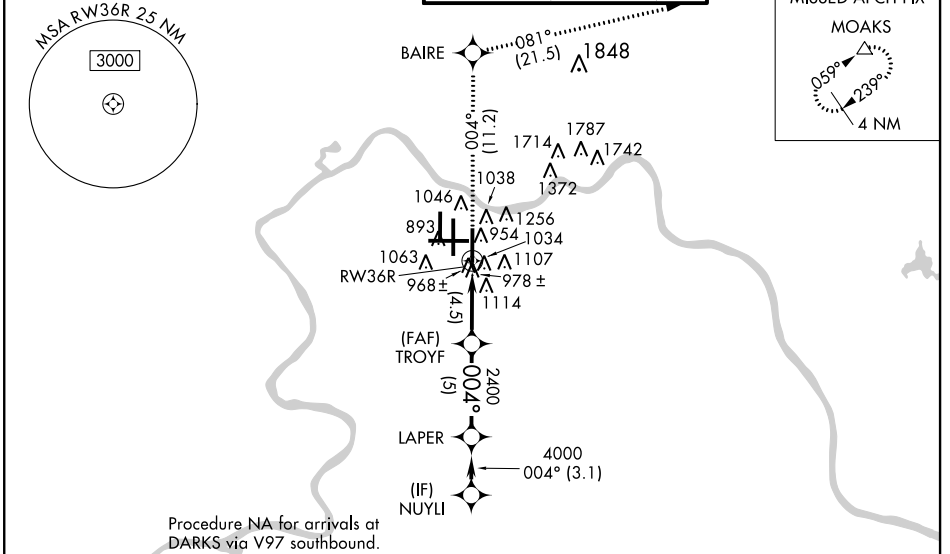 MSA RW36R 25 NM
3000
MISSED APCH FIX
MOAKS
059°
239°
4 NM
BAIRE
081°
(21.5)
1848
004°
(11.2)
1714
1787
1742
1372
1038
1046
1256
893
954
1034
1063
1107
RW36R
968 ±
978 ±
1114
(4.5)
(FAF)
TROYF
2400
004°
(5)
LAPER
4000
004° (3.1)
(IF)
NUYLI
Procedure NA for arrivals at
DARKS via V97 southbound.